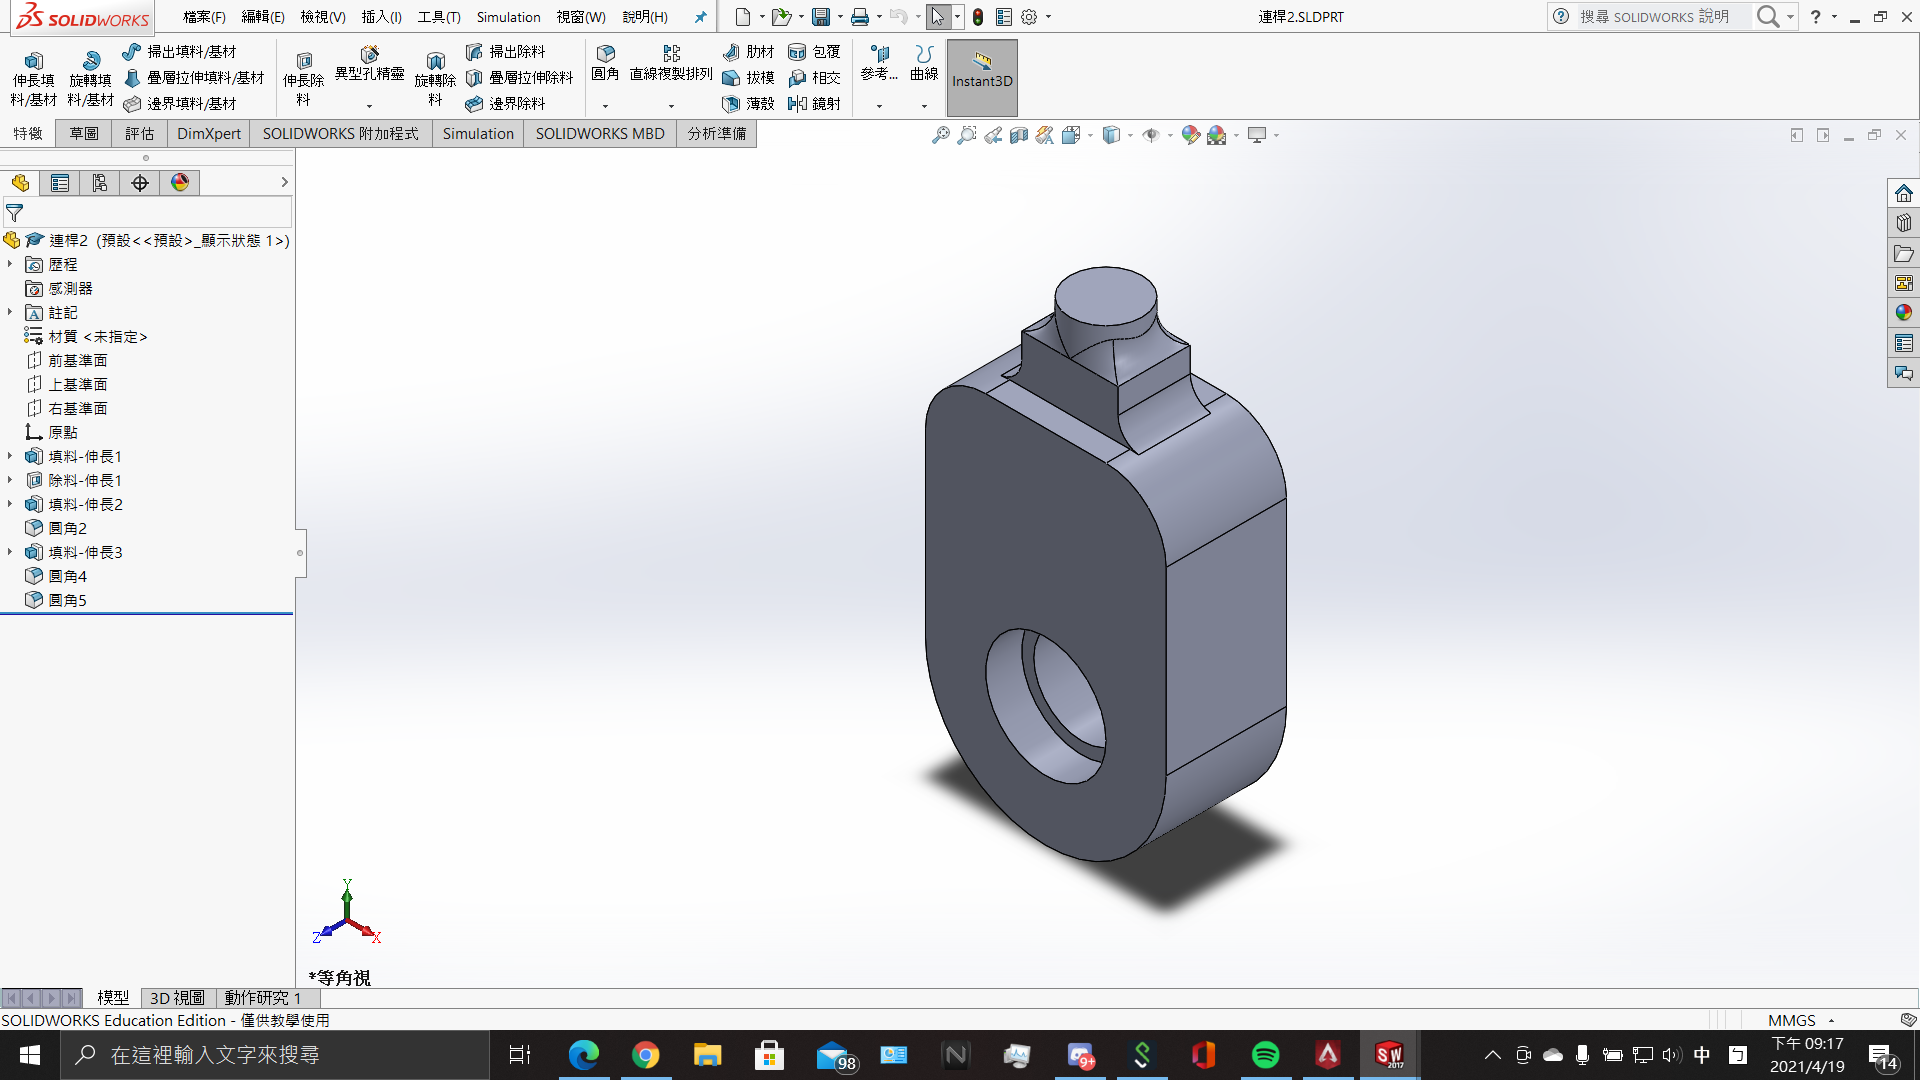 SOLIDWORKS 檔案(F) 編輯(E) 檢視(V) 插入(I) 工具(T) Simulation 視窗(W) 說明(H) 連桿2.SLDPRT 搜尋 SOLIDWORKS 說明 ?
伸長填料/基材
旋轉填料/基材
掃出填料/基材
疊層拉伸填料/基材
邊界填料/基材
伸長除料
異型孔精靈
旋轉除料
掃出除料
疊層拉伸除料
邊界除料
圓角
直線複製排列
肋材
拔模
薄殼
包覆
相交
鏡射
參考...
曲線
Instant3D
特徵 草圖 評估 DimXpert SOLIDWORKS 附加程式 Simulation SOLIDWORKS MBD 分析準備
連桿2 (預設<<預設>_顯示狀態 1>)
歷程
感測器
註記
材質 <未指定>
前基準面
上基準面
右基準面
原點
填料-伸長1
除料-伸長1
填料-伸長2
圓角2
填料-伸長3
圓角4
圓角5
Y
Z X
*等角視
模型 3D 視圖 動作研究 1
SOLIDWORKS Education Edition - 僅供教學使用 MMGS
在這裡輸入文字來搜尋 98 9+ SW 2017 中 下午 09:17
2021/4/19 14